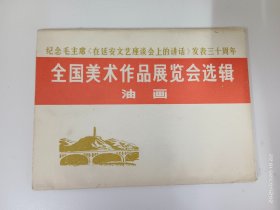 纪念毛主席《在延安文艺座谈会上的讲话》发表三十周年
全国美术作品展览会选辑
油画